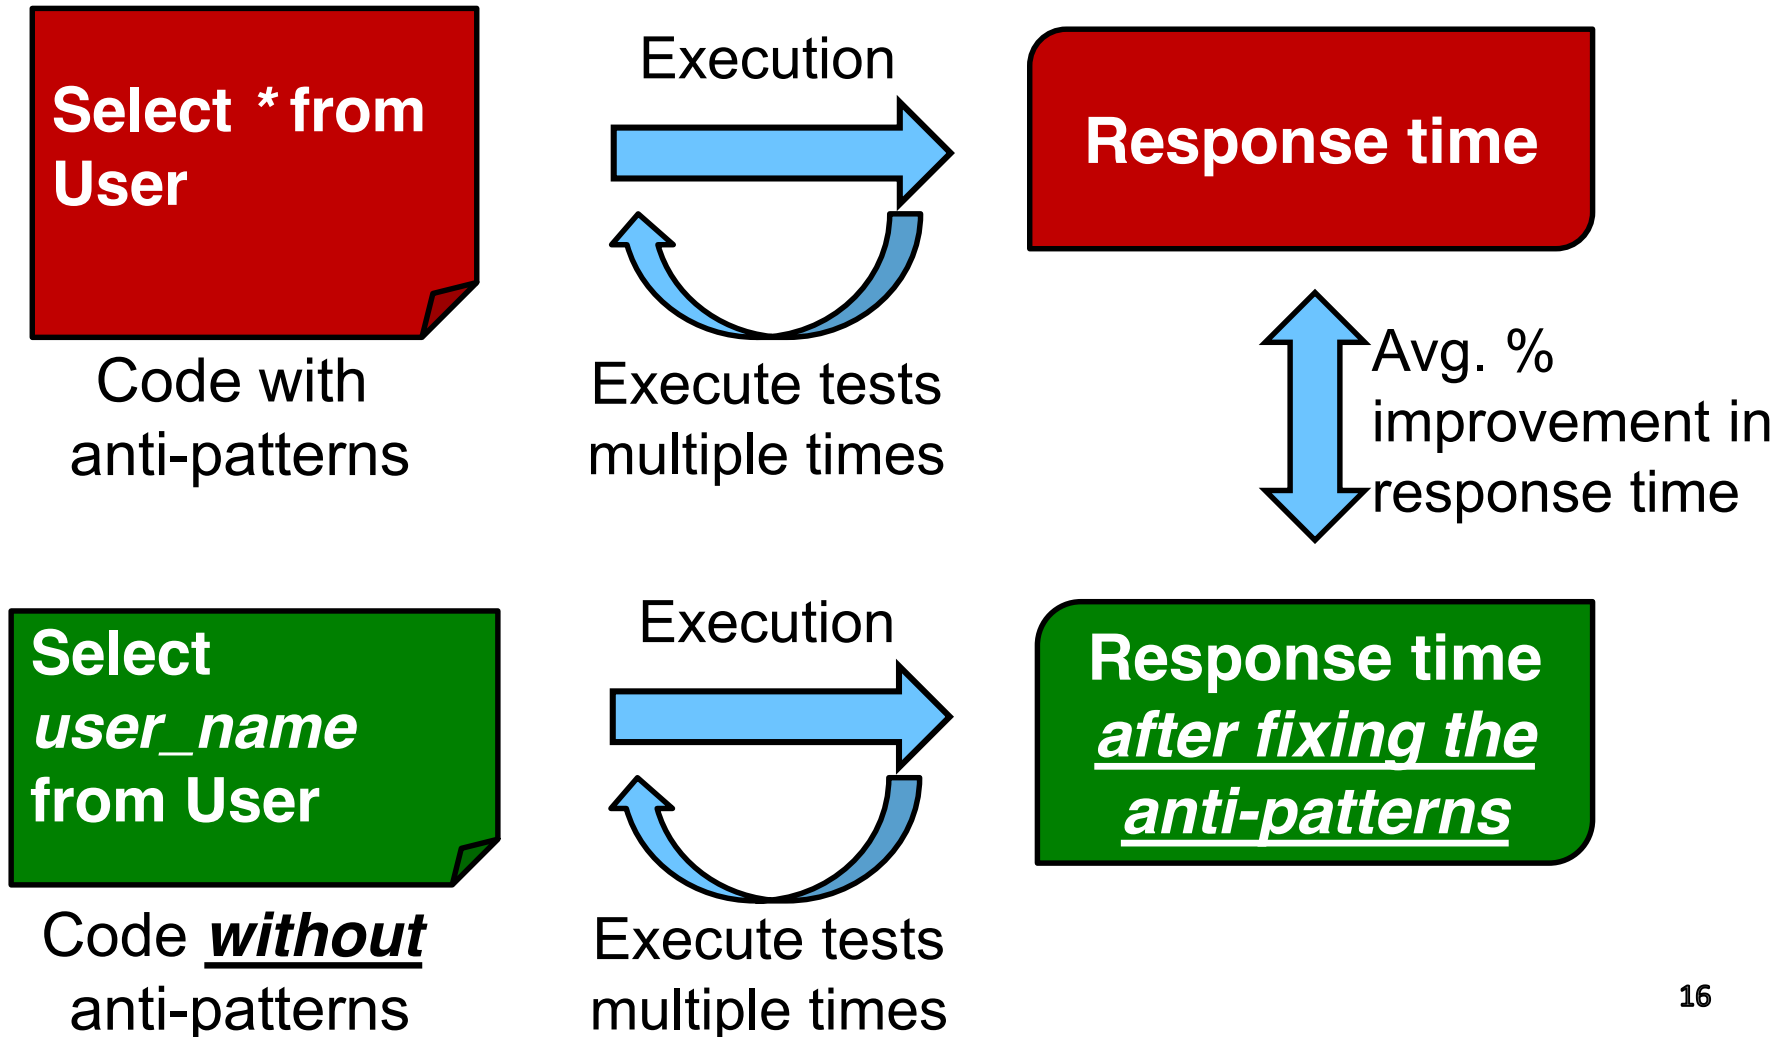 Select * from
User
Code with
anti-patterns
Execution
Execute tests
multiple times
Response time
Avg. %
improvement in
response time
Select
user_name
from User
Code without
anti-patterns
Execution
Execute tests
multiple times
Response time
after fixing the
anti-patterns
16